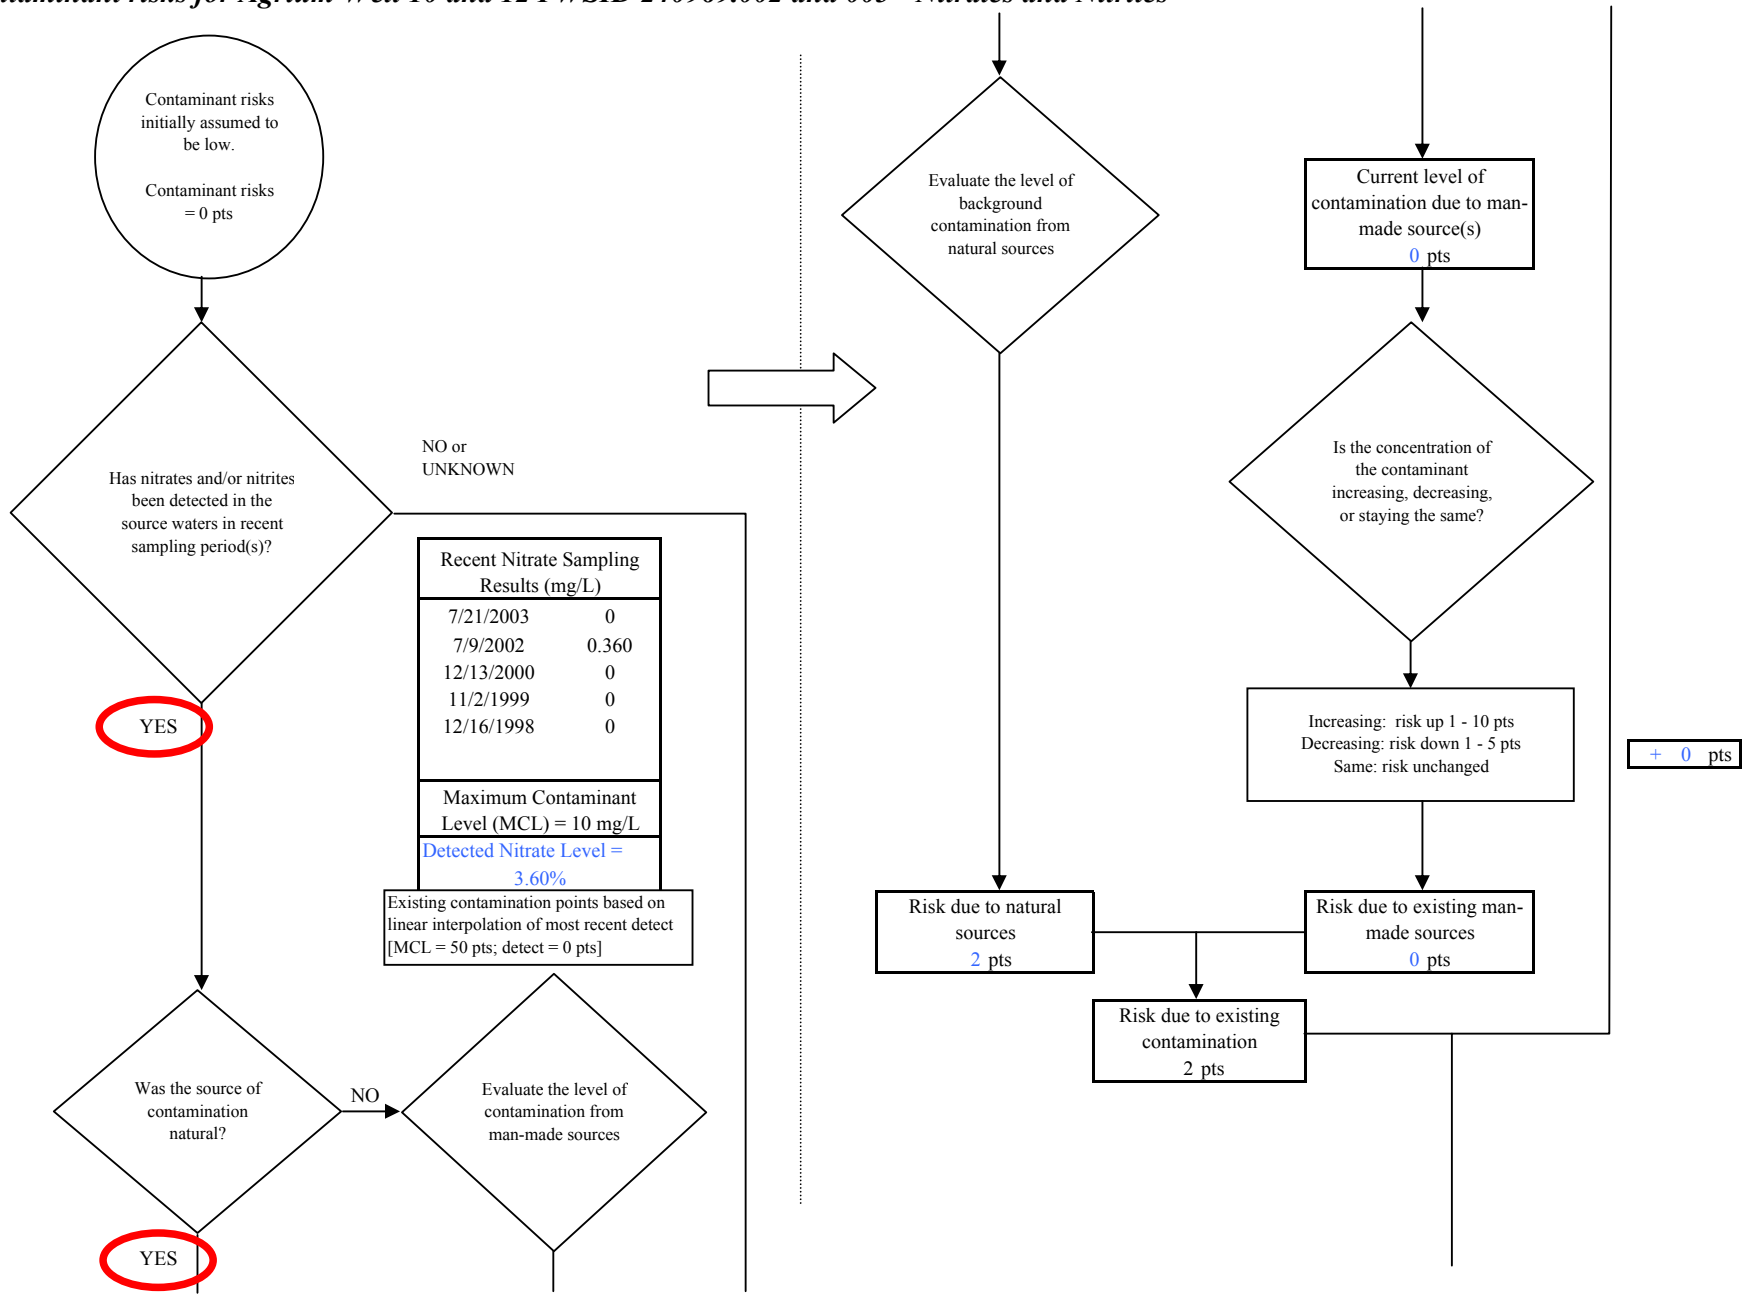 Contaminant risks
initially assumed to
be low.
Contaminant risks
= 0 pts
Has nitrates and/or nitrites
been detected in the
source waters in recent
sampling period(s)?
NO or
UNKNOWN
YES
Recent Nitrate Sampling
Results (mg/L)
7/21/2003 0
7/9/2002 0.360
12/13/2000 0
11/2/1999 0
12/16/1998 0
Maximum Contaminant
Level (MCL) = 10 mg/L
Detected Nitrate Level =
3.60%
Existing contamination points based on
linear interpolation of most recent detect
[MCL = 50 pts; detect = 0 pts]
Was the source of
contamination
natural?
NO
YES
Evaluate the level of
contamination from
man-made sources
Evaluate the level of
background
contamination from
natural sources
Current level of
contamination due to man-
made source(s)
0 pts
Is the concentration of
the contaminant
increasing, decreasing,
or staying the same?
Increasing: risk up 1 - 10 pts
Decreasing: risk down 1 - 5 pts
Same: risk unchanged
+ 0 pts
Risk due to natural
sources
2 pts
Risk due to existing man-
made sources
0 pts
Risk due to existing
contamination
2 pts